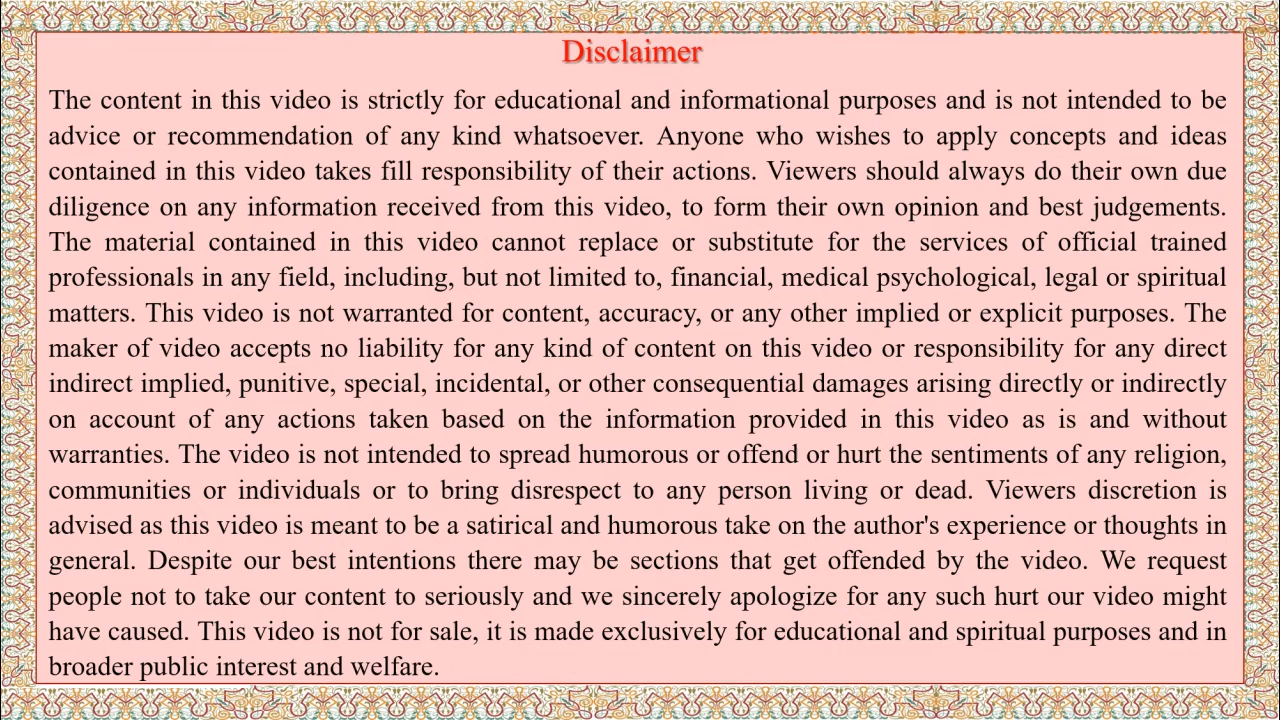 Disclaimer
The content in this video is strictly for educational and informational purposes and is not intended to be
advice or recommendation of any kind whatsoever. Anyone who wishes to apply concepts and ideas
contained in this video takes fill responsibility of their actions. Viewers should always do their own due
diligence on any information received from this video, to form their own opinion and best judgements.
The material contained in this video cannot replace or substitute for the services of official trained
professionals in any field, including, but not limited to, financial, medical psychological, legal or spiritual
matters. This video is not warranted for content, accuracy, or any other implied or explicit purposes. The
maker of video accepts no liability for any kind of content on this video or responsibility for any direct
indirect implied, punitive, special, incidental, or other consequential damages arising directly or indirectly
on account of any actions taken based on the information provided in this video as is and without
warranties. The video is not intended to spread humorous or offend or hurt the sentiments of any religion,
communities or individuals or to bring disrespect to any person living or dead. Viewers discretion is
advised as this video is meant to be a satirical and humorous take on the author's experience or thoughts in
general. Despite our best intentions there may be sections that get offended by the video. We request
people not to take our content to seriously and we sincerely apologize for any such hurt our video might
have caused. This video is not for sale, it is made exclusively for educational and spiritual purposes and in
broader public interest and welfare.